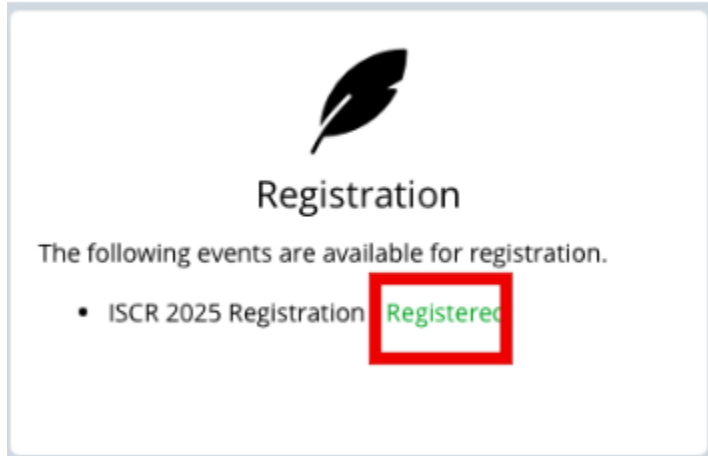 Registration
The following events are available for registration.
• ISCR 2025 Registration Registered